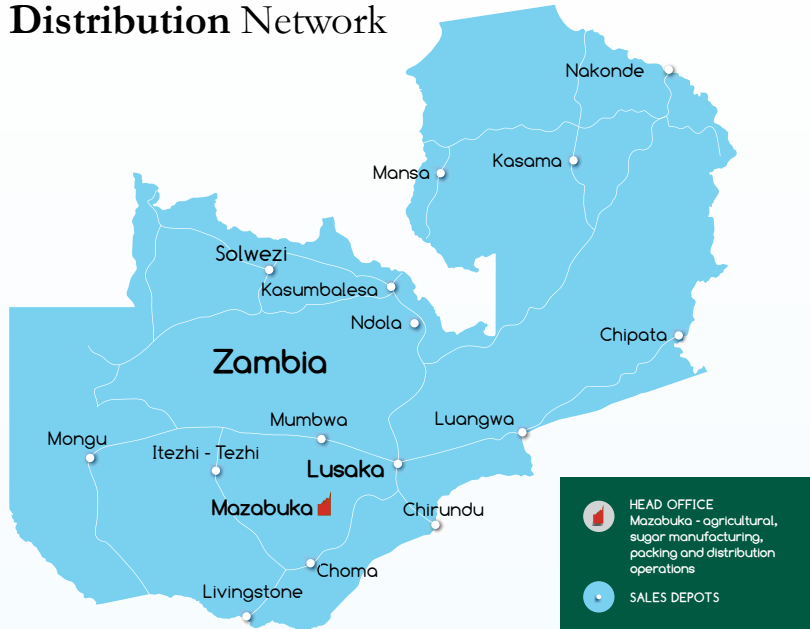 Distribution Network
Nakonde
Kasama
Mansa
Solwezi
Kasumbalesa
Ndola
Chipata
Zambia
Mumbwa
Luangwa
Mongu
Itezhi - Tezhi
Lusaka
Mazabuka
Chirundu
Choma
Livingstone
HEAD OFFICE
Mazabuka - agricultural,
sugar manufacturing,
packing and distribution
operations
SALES DEPOTS